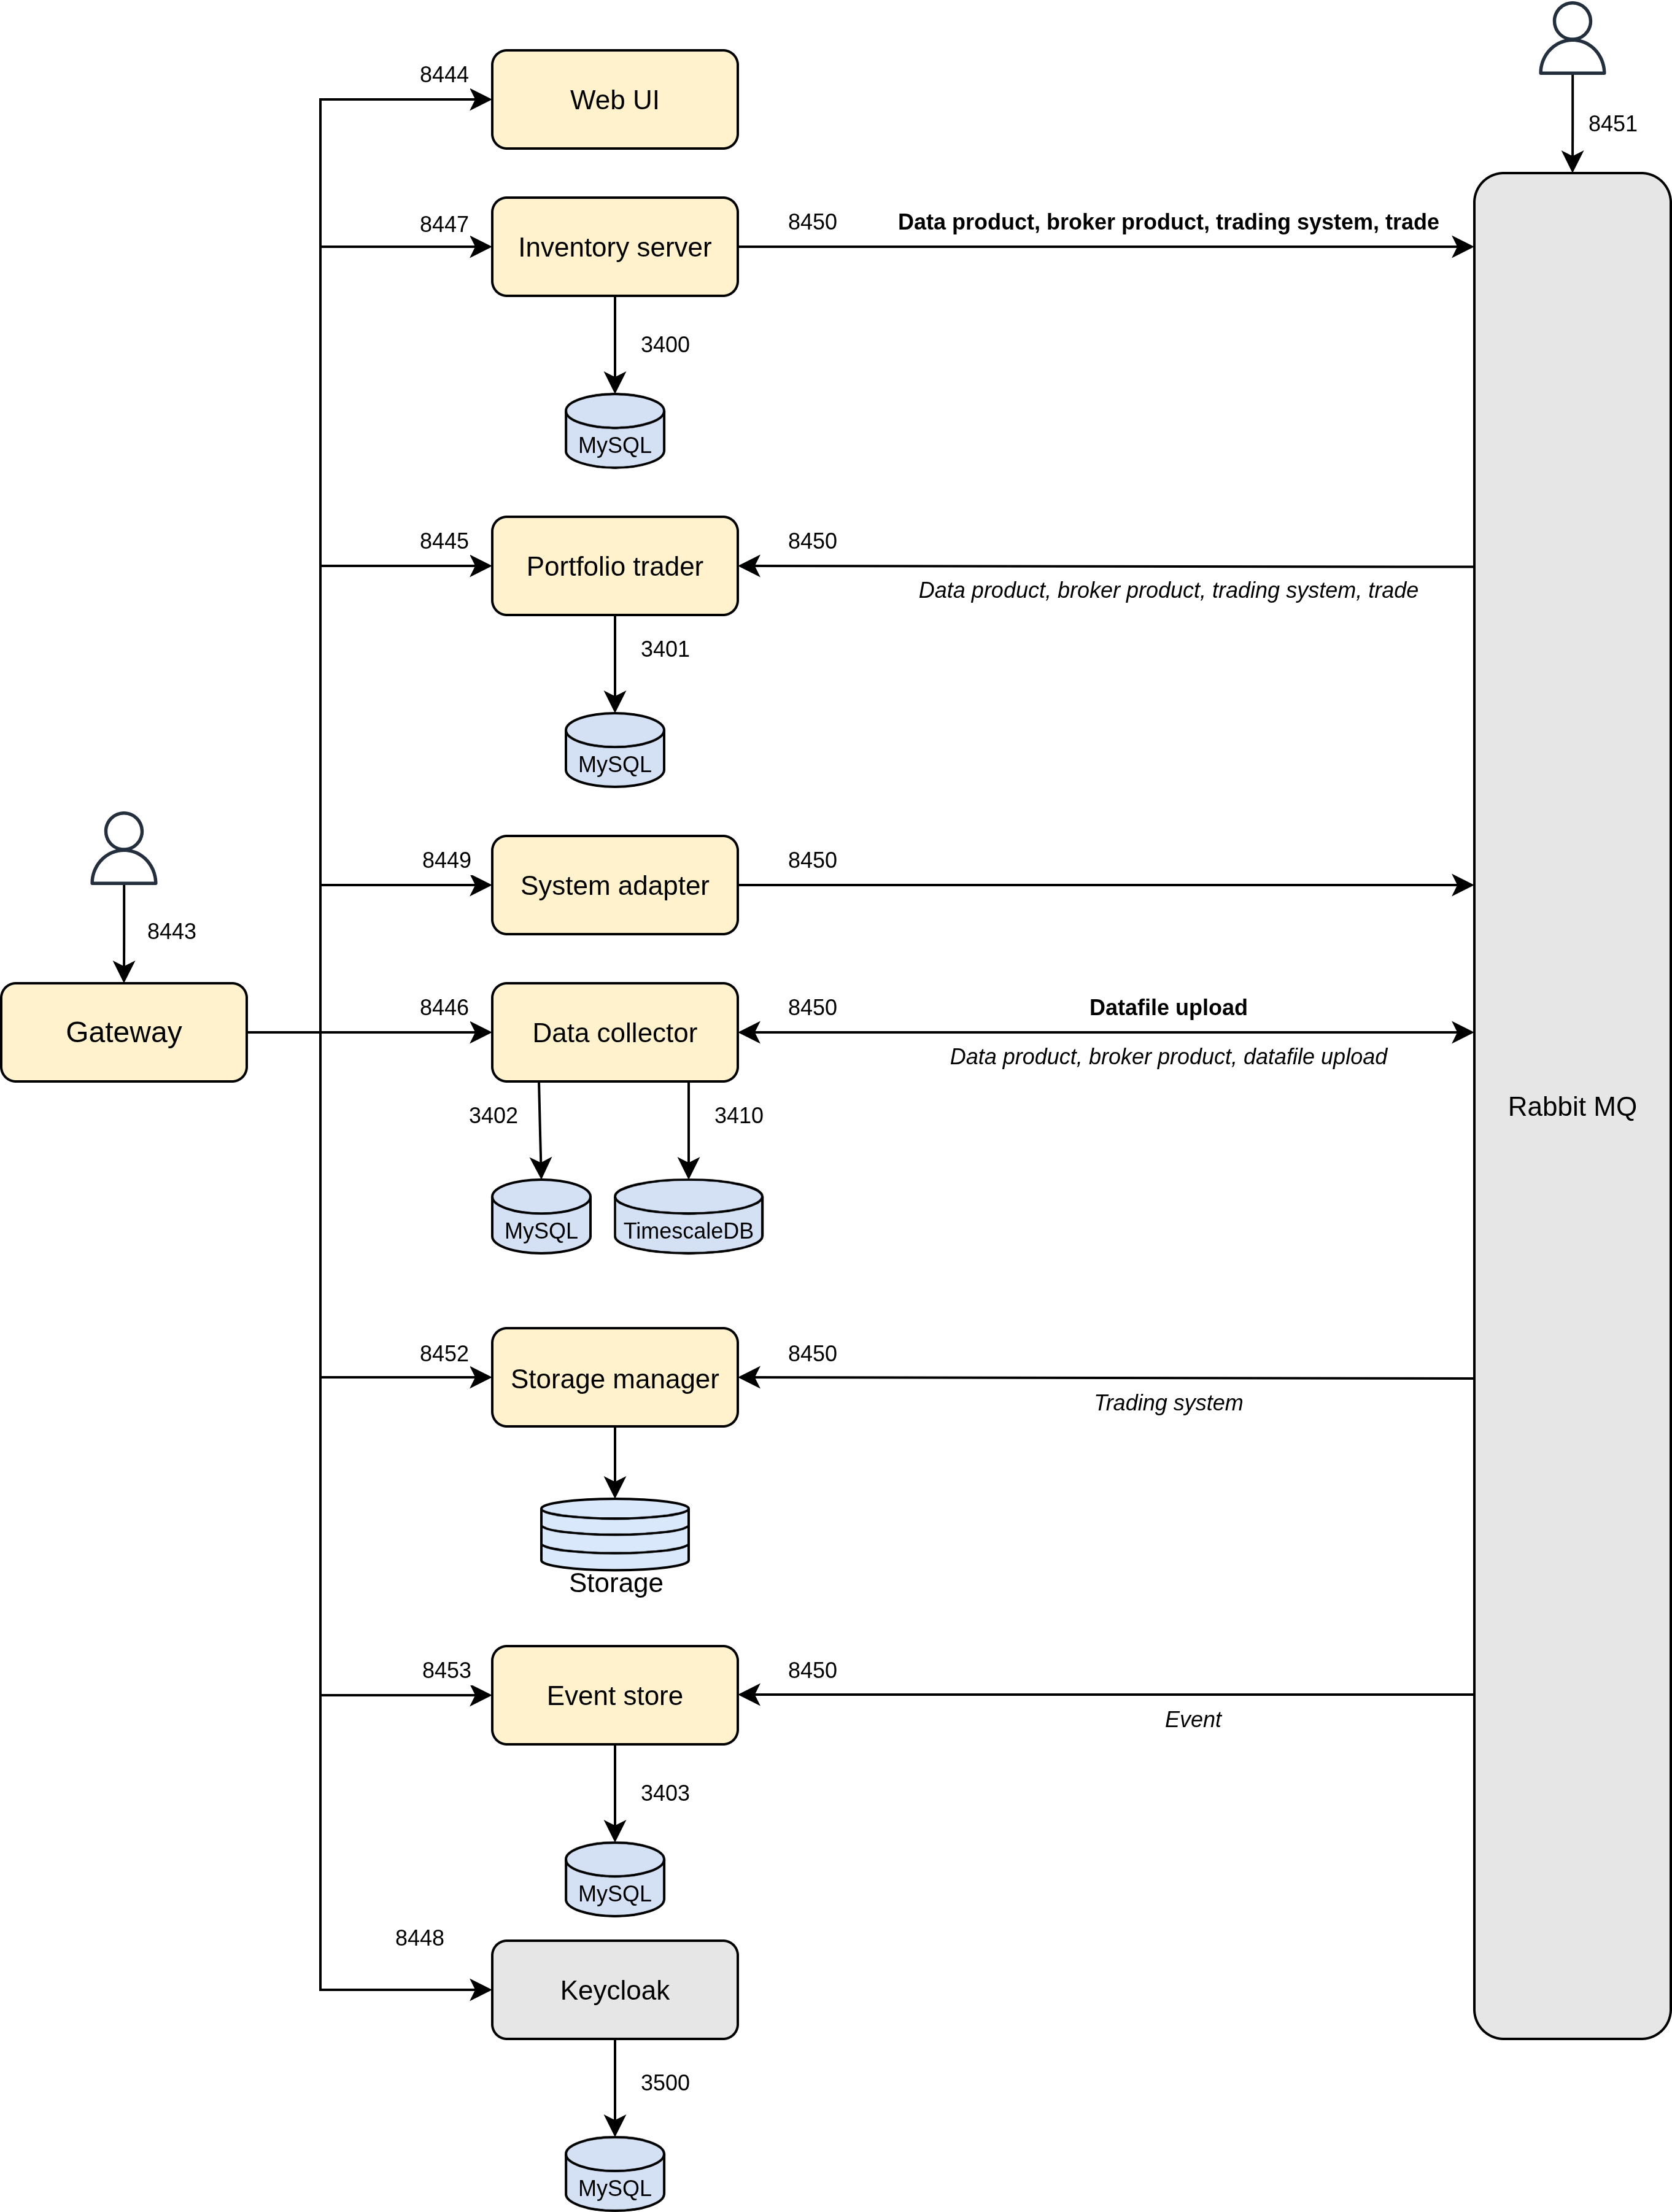 8444
Web UI
8451
8447
Inventory server
8450
Data product, broker product, trading system, trade
3400
MySQL
8445
Portfolio trader
8450
Data product, broker product, trading system, trade
3401
MySQL
8449
System adapter
8450
8443
Gateway
8446
Data collector
8450
Datafile upload
Data product, broker product, datafile upload
Rabbit MQ
3402
3410
MySQL
TimescaleDB
8452
Storage manager
8450
Trading system
Storage
8453
Event store
8450
Event
3403
MySQL
8448
Keycloak
3500
MySQL